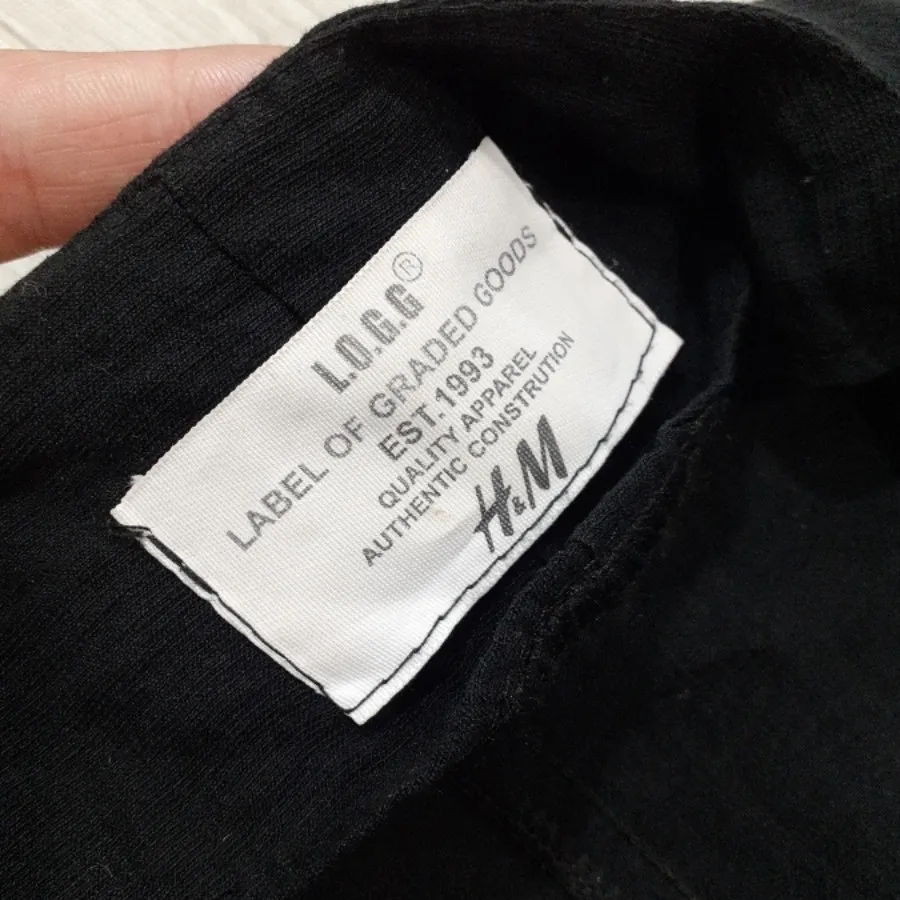 L.O.G.G®
LABEL OF GRADED GOODS
EST.1993
QUALITY APPAREL
AUTHENTIC CONSTRUTION
H&M